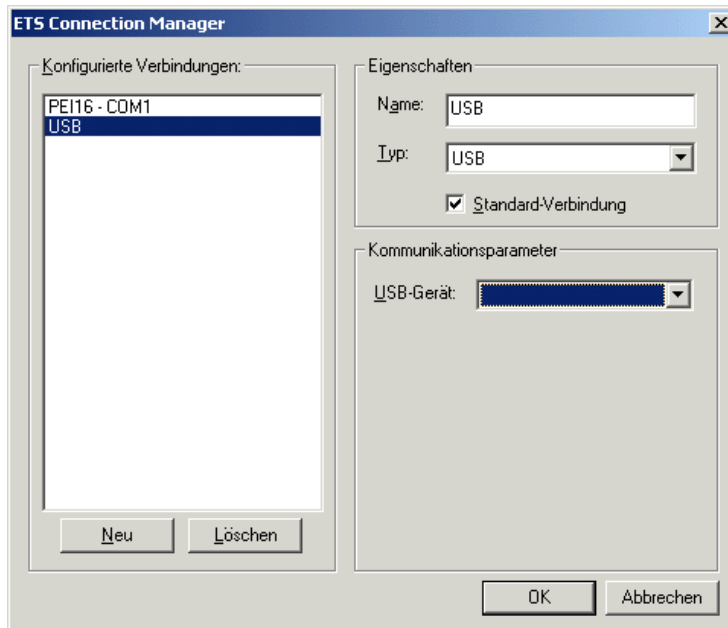 ETS Connection Manager
Konfigurierte Verbindungen:
PEI16 - COM1
USB
Neu
Löschen
Eigenschaften
Name:
USB
Typ:
USB
Standard-Verbindung
Kommunikationsparameter
USB-Gerät:
OK
Abbrechen